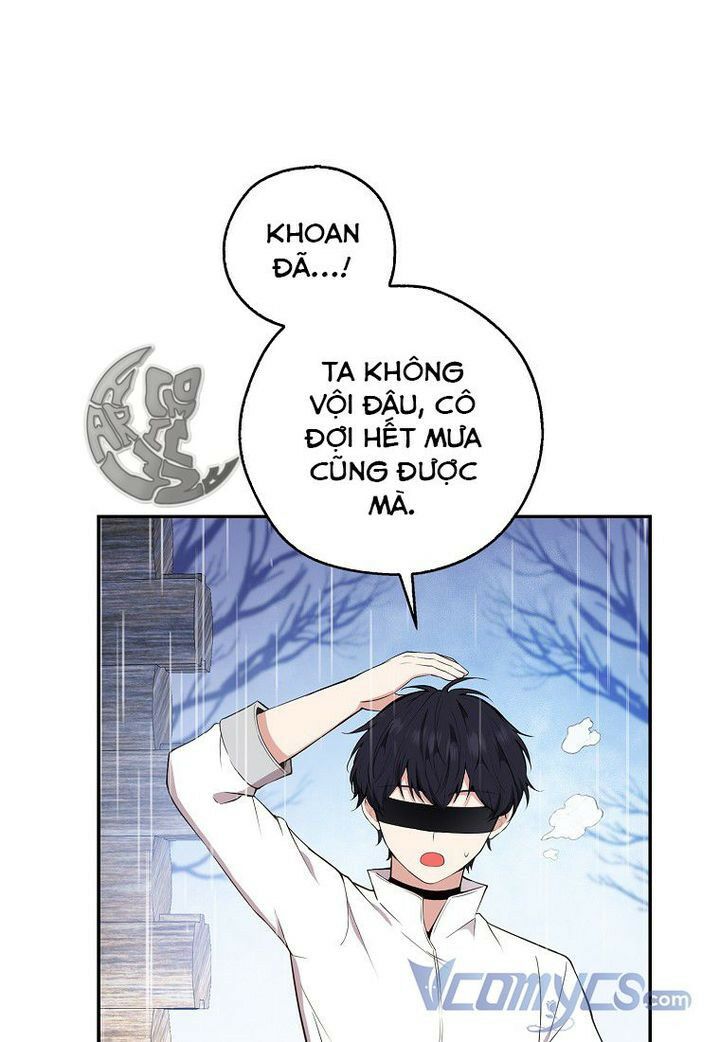 KHOAN
ĐÃ...!
TA KHÔNG
VỘI ĐÂU, CÔ
ĐỢI HẾT MƯA
CŨNG ĐƯỢC
MÀ.
VCOMYCS.com